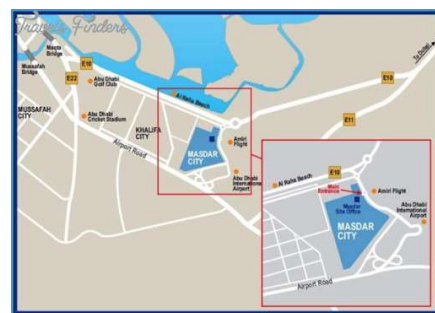 Travels Finders
Maqta
Bridge
Mussafah
Bridge
E10
E22
Abu Dhabi
Golf Club
MUSSAFAH
CITY
Abu Dhabi
Cricket Stadium
Al Raha Beach
KHALIFA
CITY
Airport Road
MASDAR
CITY
Amiri
Flight
Abu Dhabi
International
Airport
To Dubai
E10
E11
E10
Al Raha Beach
Main
Entrance
Amiri Flight
Masdar
Site Office
MASDAR
CITY
Abu Dhabi
International
Airport
Airport Road